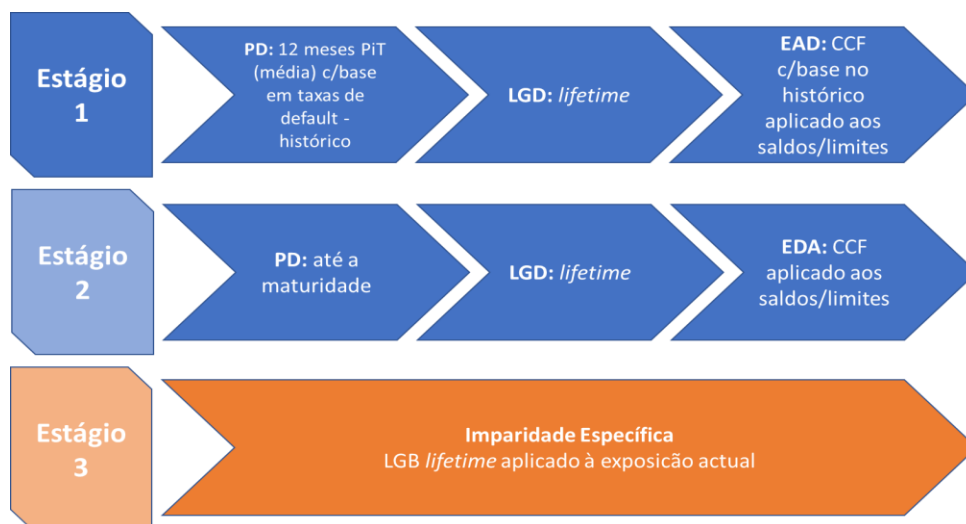 Estágio
1
PD: 12 meses PiT
(média) c/base
em taxas de
default -
histórico
LGD: lifetime
EAD: CCF
c/base no
histórico
aplicado aos
saldos/limites
Estágio
2
PD: até a
maturidade
LGD: lifetime
EDA: CCF
aplicado aos
saldos/limites
Estágio
3
Imparidade Específica
LGB lifetime aplicado à exposicão actual